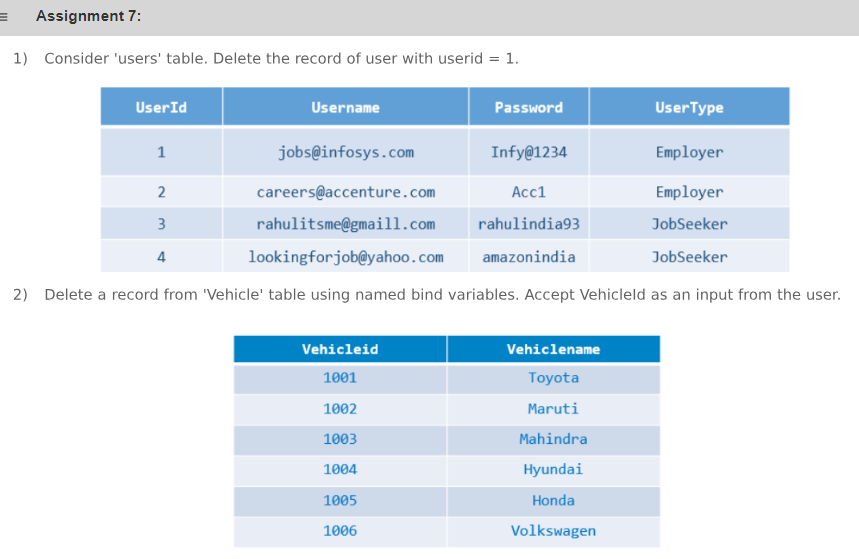 Assignment 7:
1) Consider 'users' table. Delete the record of user with userid = 1.
UserId Username Password UserType
1 jobs@infosys.com Infy@1234 Employer
2 careers@accenture.com Acc1 Employer
3 rahulitsme@gmaill.com rahulindia93 JobSeeker
4 lookingforjob@yahoo.com amazonindia JobSeeker
2) Delete a record from 'Vehicle' table using named bind variables. Accept VehicleId as an input from the user.
Vehicleid Vehiclename
1001 Toyota
1002 Maruti
1003 Mahindra
1004 Hyundai
1005 Honda
1006 Volkswagen